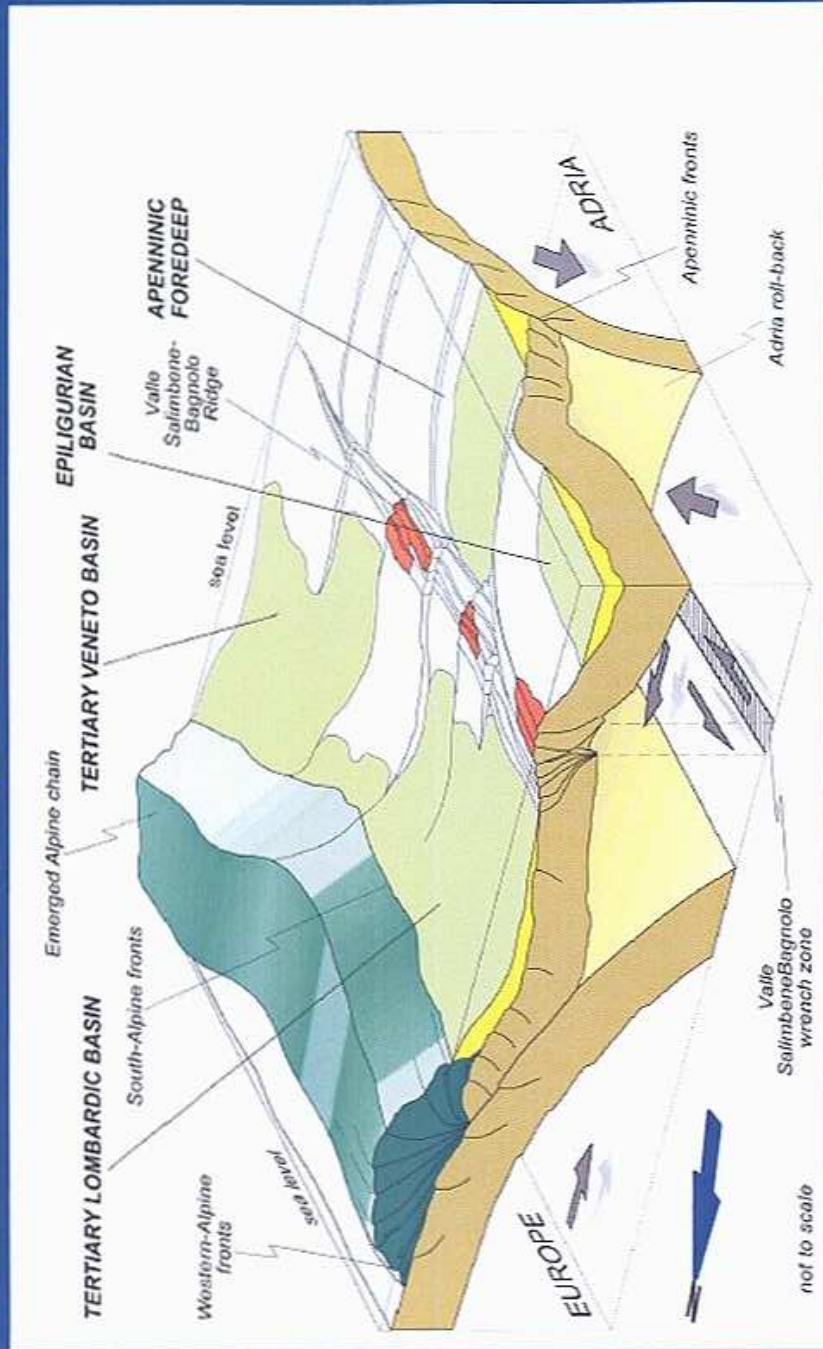 TERTIARY LOMBARDIC BASIN
TERTIARY VENETO BASIN
EPILIGURIAN
BASIN
APENNINIC
FOREDEEP
Emerged Alpine chain
South-Alpine fronts
Western-Alpine
fronts
sea level
sea level
Valle
Salimbene-
Bagnolo
Ridge
EUROPE
ADRIA
Apenninic fronts
Adria roll-back
Valle
SalimbeneBagnolo
wrench zone
N
not to scale